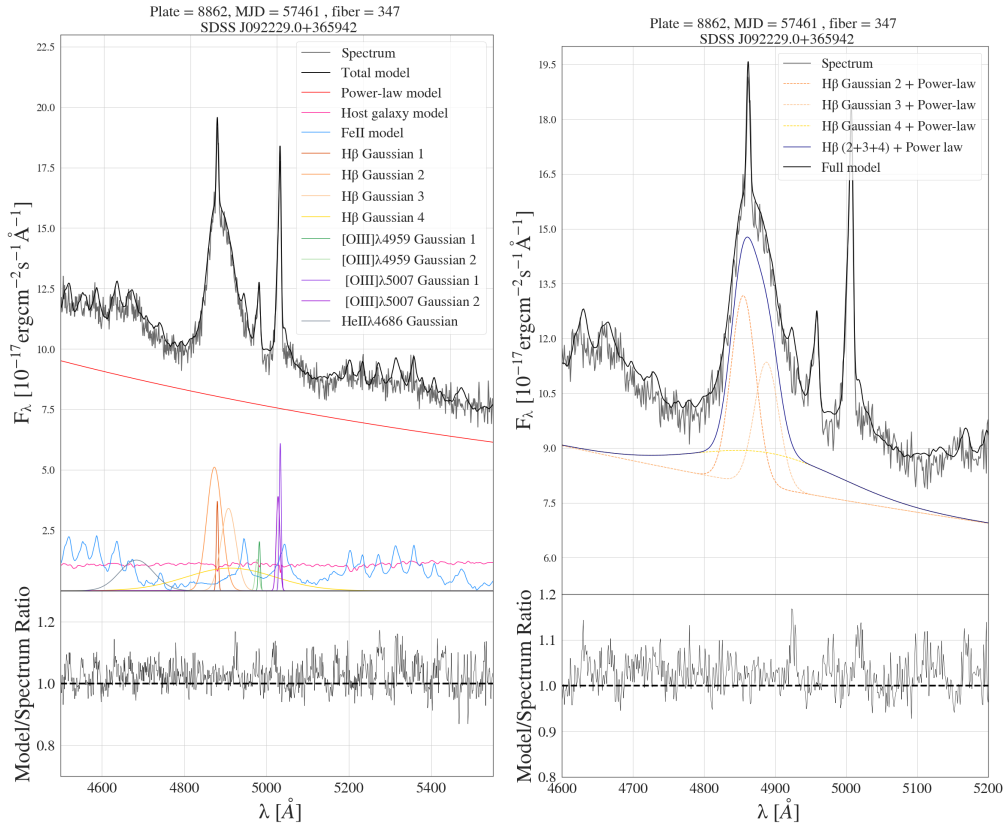 Plate = 8862, MJD = 57461 , fiber = 347
SDSS J092229.0+365942
22.5
20.0
17.5
15.0
12.5
10.0
7.5
5.0
2.5
F_λ [10⁻¹⁷ergcm⁻²s⁻¹Å⁻¹]
Spectrum
Total model
Power-law model
Host galaxy model
FeII model
Hβ Gaussian 1
Hβ Gaussian 2
Hβ Gaussian 3
Hβ Gaussian 4
[OIII]λ4959 Gaussian 1
[OIII]λ4959 Gaussian 2
[OIII]λ5007 Gaussian 1
[OIII]λ5007 Gaussian 2
HeIIλ4686 Gaussian
1.2
1.0
0.8
Model/Spectrum Ratio
4600 4800 5000 5200 5400
λ [Å]
Plate = 8862, MJD = 57461 , fiber = 347
SDSS J092229.0+365942
19.5
18.0
16.5
15.0
13.5
12.0
10.5
9.0
7.5
6.0
F_λ [10⁻¹⁷ergcm⁻²s⁻¹Å⁻¹]
Spectrum
Hβ Gaussian 2 + Power-law
Hβ Gaussian 3 + Power-law
Hβ Gaussian 4 + Power-law
Hβ (2+3+4) + Power law
Full model
1.2
1.1
1.0
0.9
0.8
Model/Spectrum Ratio
4600 4700 4800 4900 5000 5100 5200
λ [Å]